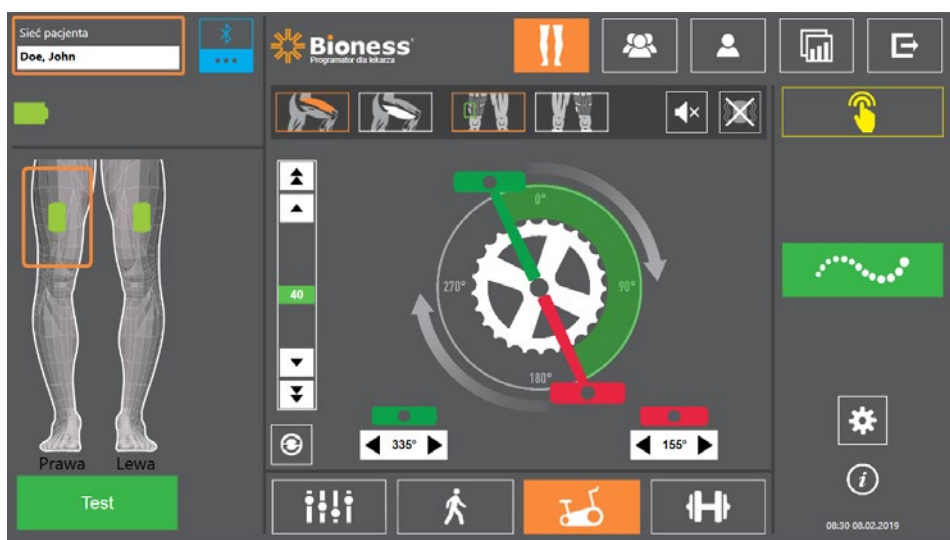 Sieć pacjenta
Doe, John
Bioness
Programator dla lekarza
0°
90°
180°
270°
40
335°
155°
Prawa Lewa
Test
i
08:30 08.02.2019